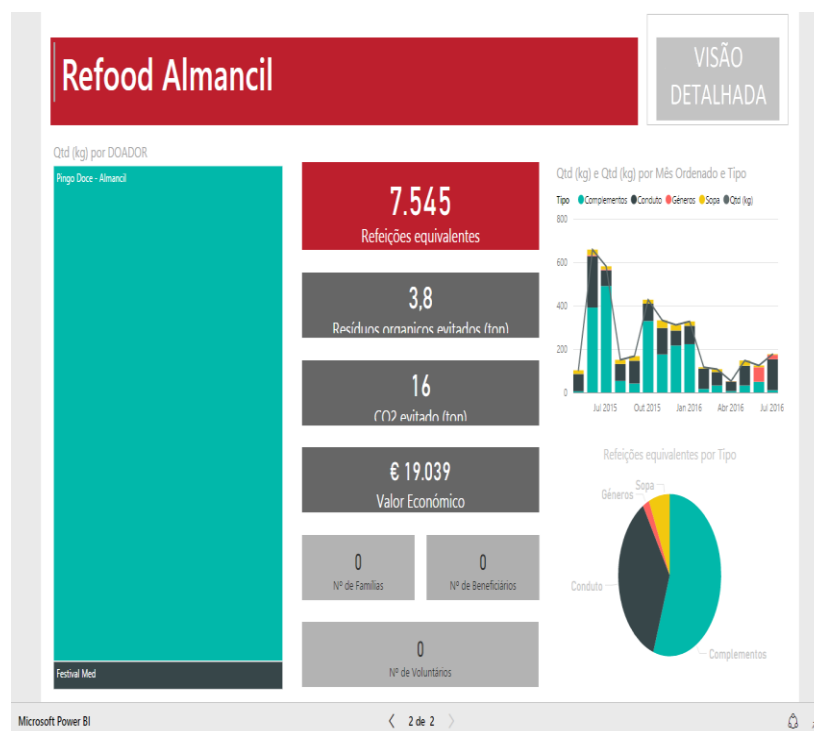 Refood Almancil
VISÃO
DETALHADA
Qtd (kg) por DOADOR
Pingo Doce - Almancil
Festival Med
7.545
Refeições equivalentes
3,8
Resíduos organicos evitados (ton)
16
CO2 evitado (ton)
€ 19.039
Valor Económico
0
Nº de Famílias
0
Nº de Beneficiários
0
Nº de Voluntários
Qtd (kg) e Qtd (kg) por Mês Ordenado e Tipo
Tipo Complementos Conduto Géneros Sopa Qtd (kg)
800
600
400
200
0
Jul 2015 Out 2015 Jan 2016 Abr 2016 Jul 2016
Refeições equivalentes por Tipo
Sopa
Géneros
Conduto
Complementos
Microsoft Power BI
2 de 2